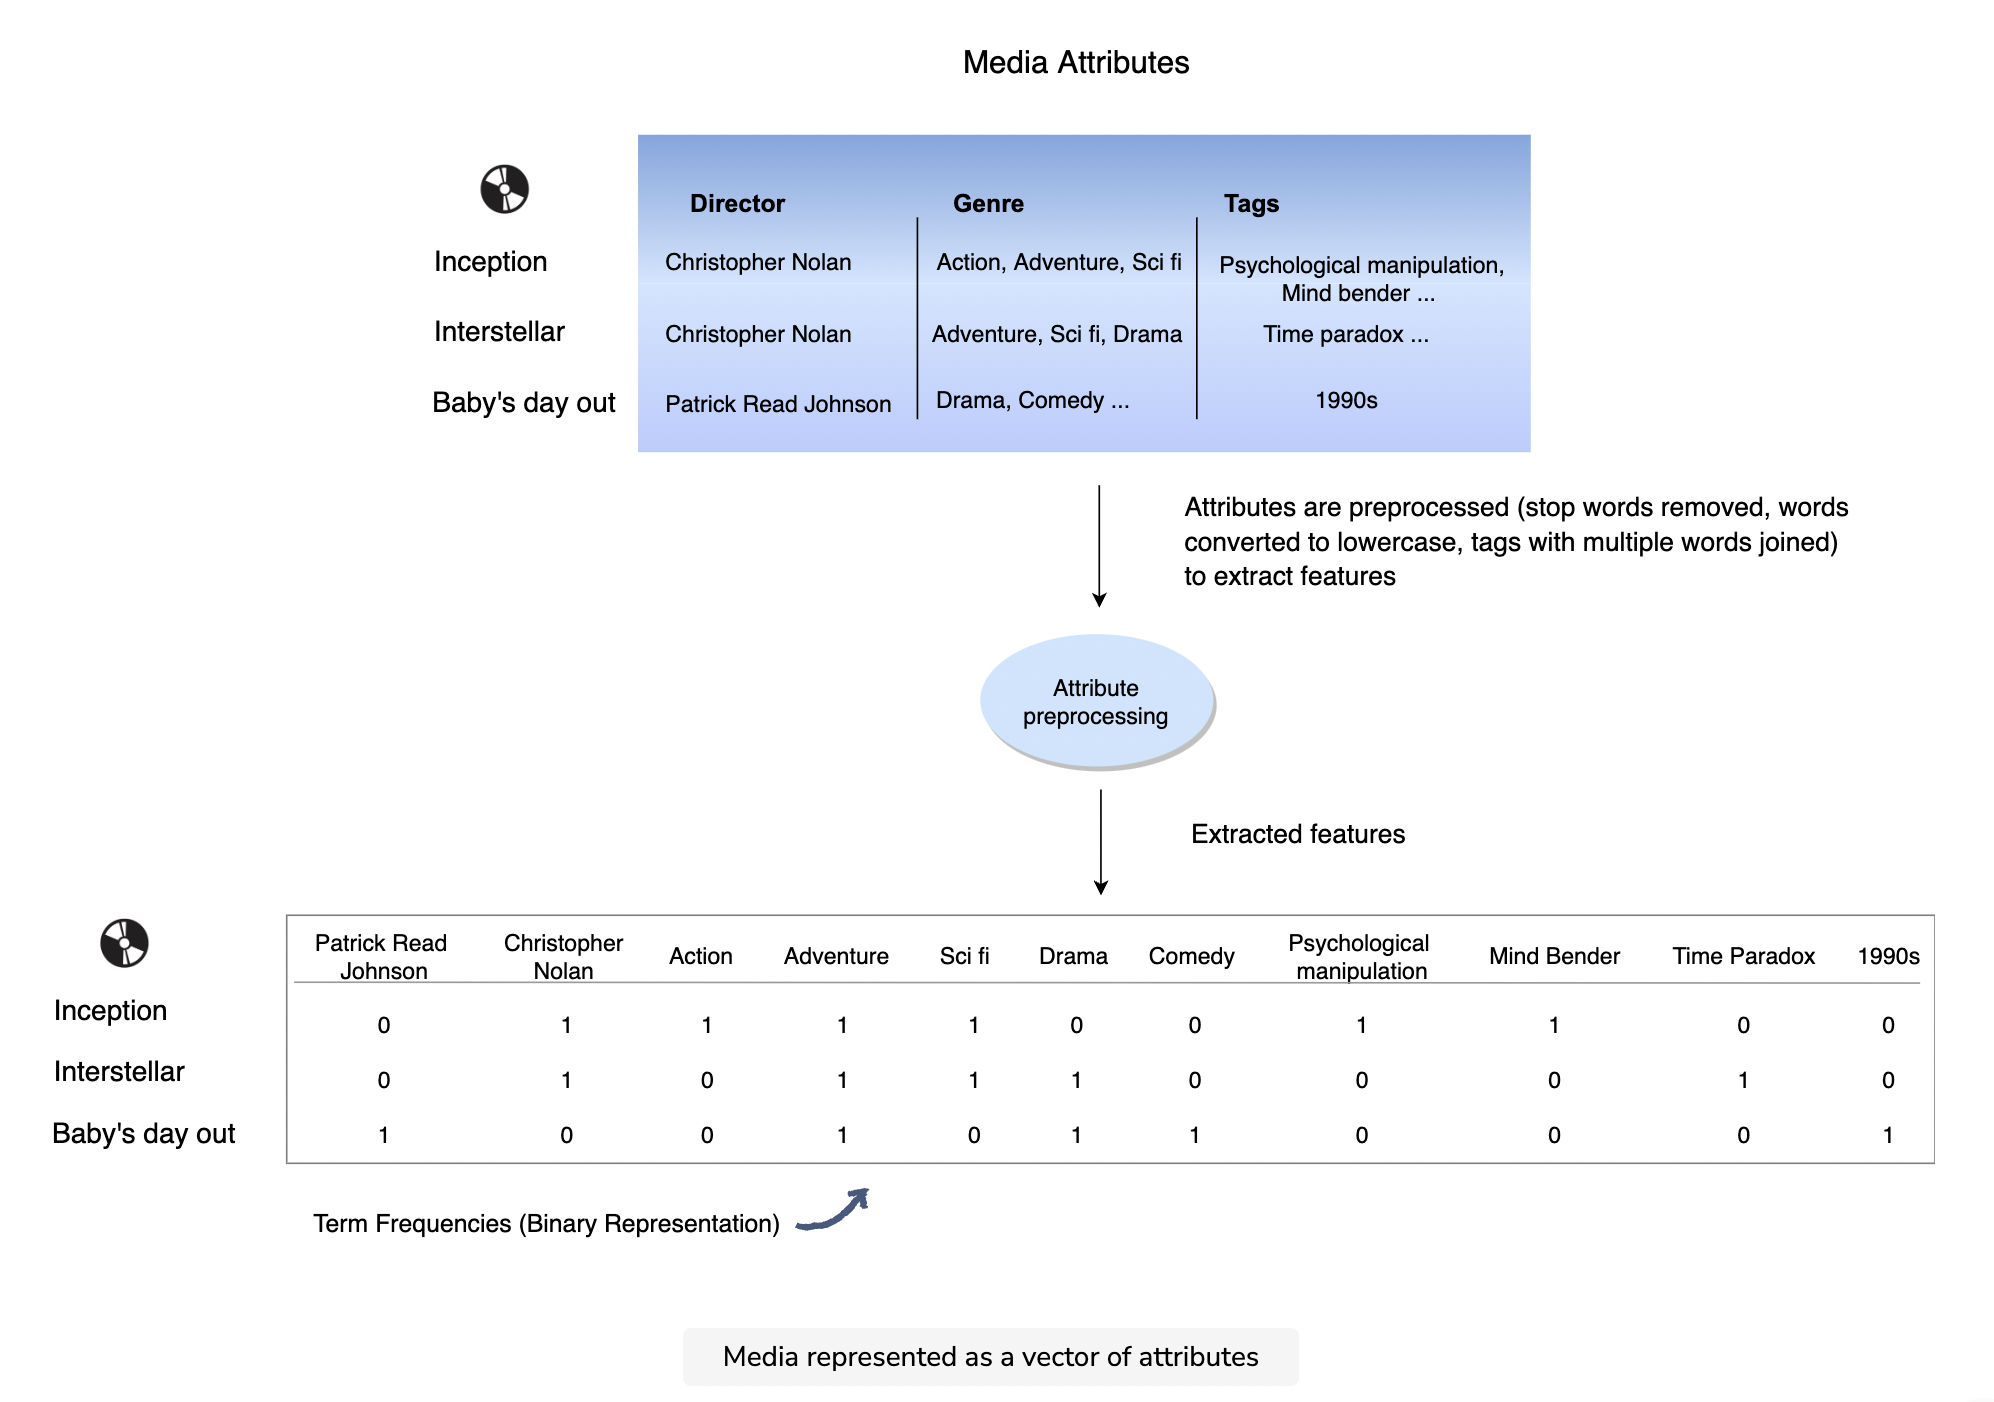 Media Attributes
Director Genre Tags
Inception Christopher Nolan Action, Adventure, Sci fi Psychological manipulation,
Mind bender ...
Interstellar Christopher Nolan Adventure, Sci fi, Drama Time paradox ...
Baby's day out Patrick Read Johnson Drama, Comedy ... 1990s
Attributes are preprocessed (stop words removed, words
converted to lowercase, tags with multiple words joined)
to extract features
Attribute
preprocessing
Extracted features
Patrick Read Christopher Action Adventure Sci fi Drama Comedy Psychological Mind Bender Time Paradox 1990s
Johnson Nolan manipulation
Inception 0 1 1 1 1 0 0 1 1 0 0
Interstellar 0 1 0 1 1 1 0 0 0 1 0
Baby's day out 1 0 0 1 0 1 1 0 0 0 1
Term Frequencies (Binary Representation)
Media represented as a vector of attributes